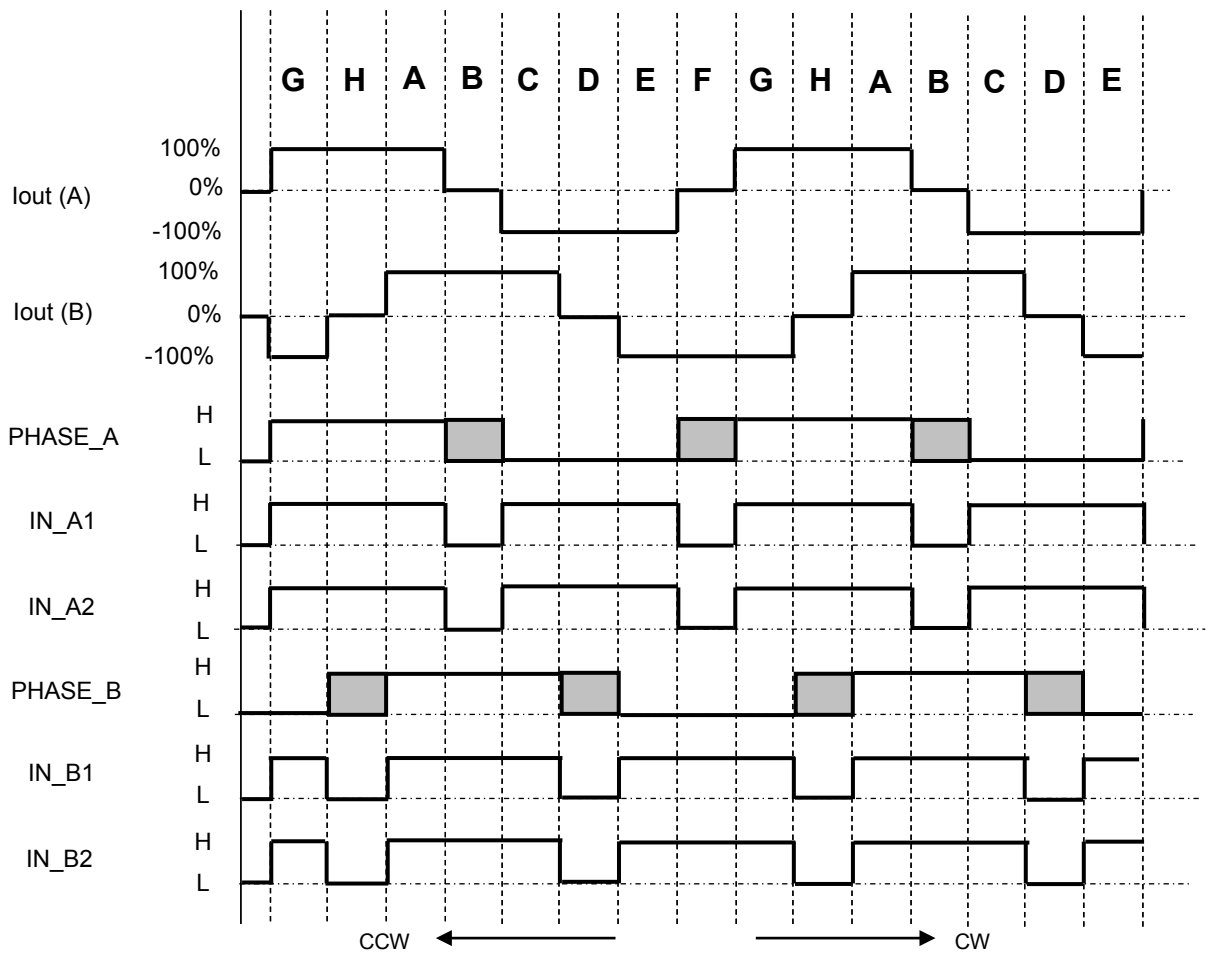 G H A B C D E F G H A B C D E
100%
Iout (A)
0%
-100%
100%
Iout (B)
0%
-100%
H
PHASE_A
L
H
IN_A1
L
H
IN_A2
L
H
PHASE_B
L
H
IN_B1
L
H
IN_B2
L
CCW CW